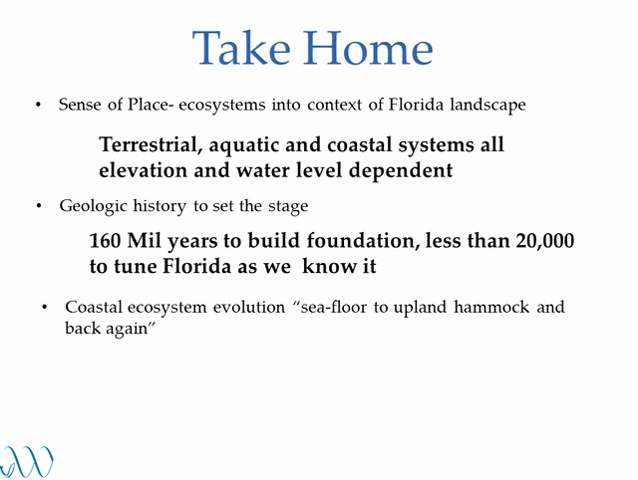 Take Home
• Sense of Place- ecosystems into context of Florida landscape
Terrestrial, aquatic and coastal systems all
elevation and water level dependent
• Geologic history to set the stage
160 Mil years to build foundation, less than 20,000
to tune Florida as we know it
• Coastal ecosystem evolution “sea-floor to upland hammock and
back again”